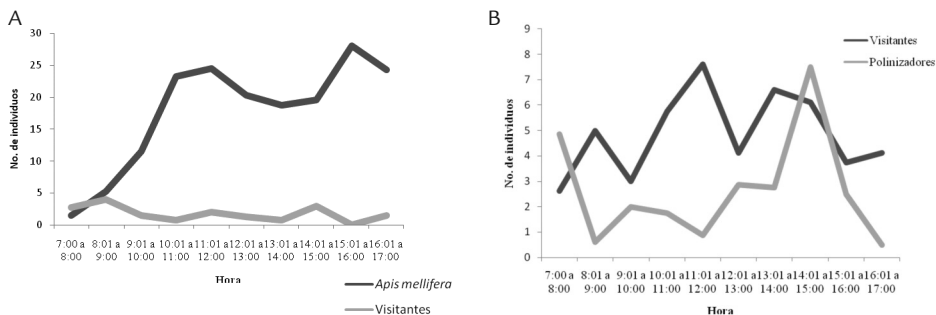 A
30
25
20
15
10
5
0
No. de individuos
7:00 a 8:01 a 9:01 a 10:01 a 11:01 a 12:01 a 13:01 a 14:01 a 15:01 a 16:01 a
8:00 9:00 10:00 11:00 12:00 13:00 14:00 15:00 16:00 17:00
Hora
Apis mellifera
Visitantes
B
9
8
7
6
5
4
3
2
1
0
No. de individuos
Visitantes
Polinizadores
7:00 a 8:01 a 9:01 a 10:01 a 11:01 a 12:01 a 13:01 a 14:01 a 15:01 a 16:01 a
8:00 9:00 10:00 11:00 12:00 13:00 14:00 15:00 16:00 17:00
Hora